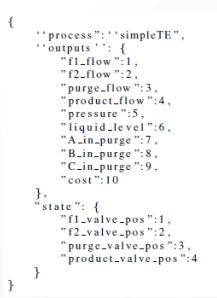 {
‘‘process”:‘‘simpleTE”,
‘‘outputs ’’: {
"f1_flow":1,
"f2_flow":2,
"purge_flow":3,
"product_flow":4,
"pressure":5,
"liquid_level":6,
"A_in_purge":7,
"B_in_purge":8,
"C_in_purge":9,
"cost":10
},
"state": {
"f1_valve_pos":1,
"f2_valve_pos":2,
"purge_valve_pos":3,
"product_valve_pos":4
}
}